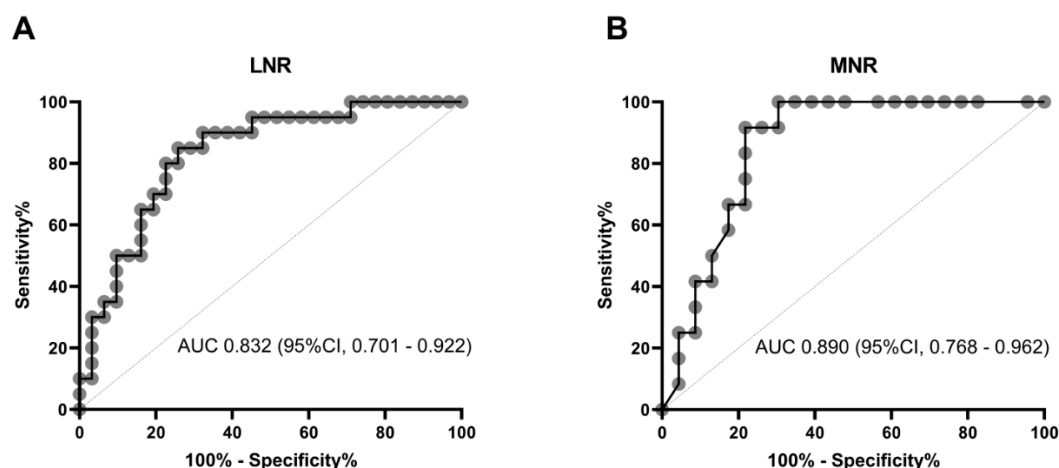 A
LNR
100
80
60
40
20
0
Sensitivity%
AUC 0.832 (95%CI, 0.701 - 0.922)
0 20 40 60 80 100
100% - Specificity%
B
MNR
100
80
60
40
20
0
Sensitivity%
AUC 0.890 (95%CI, 0.768 - 0.962)
0 20 40 60 80 100
100% - Specificity%